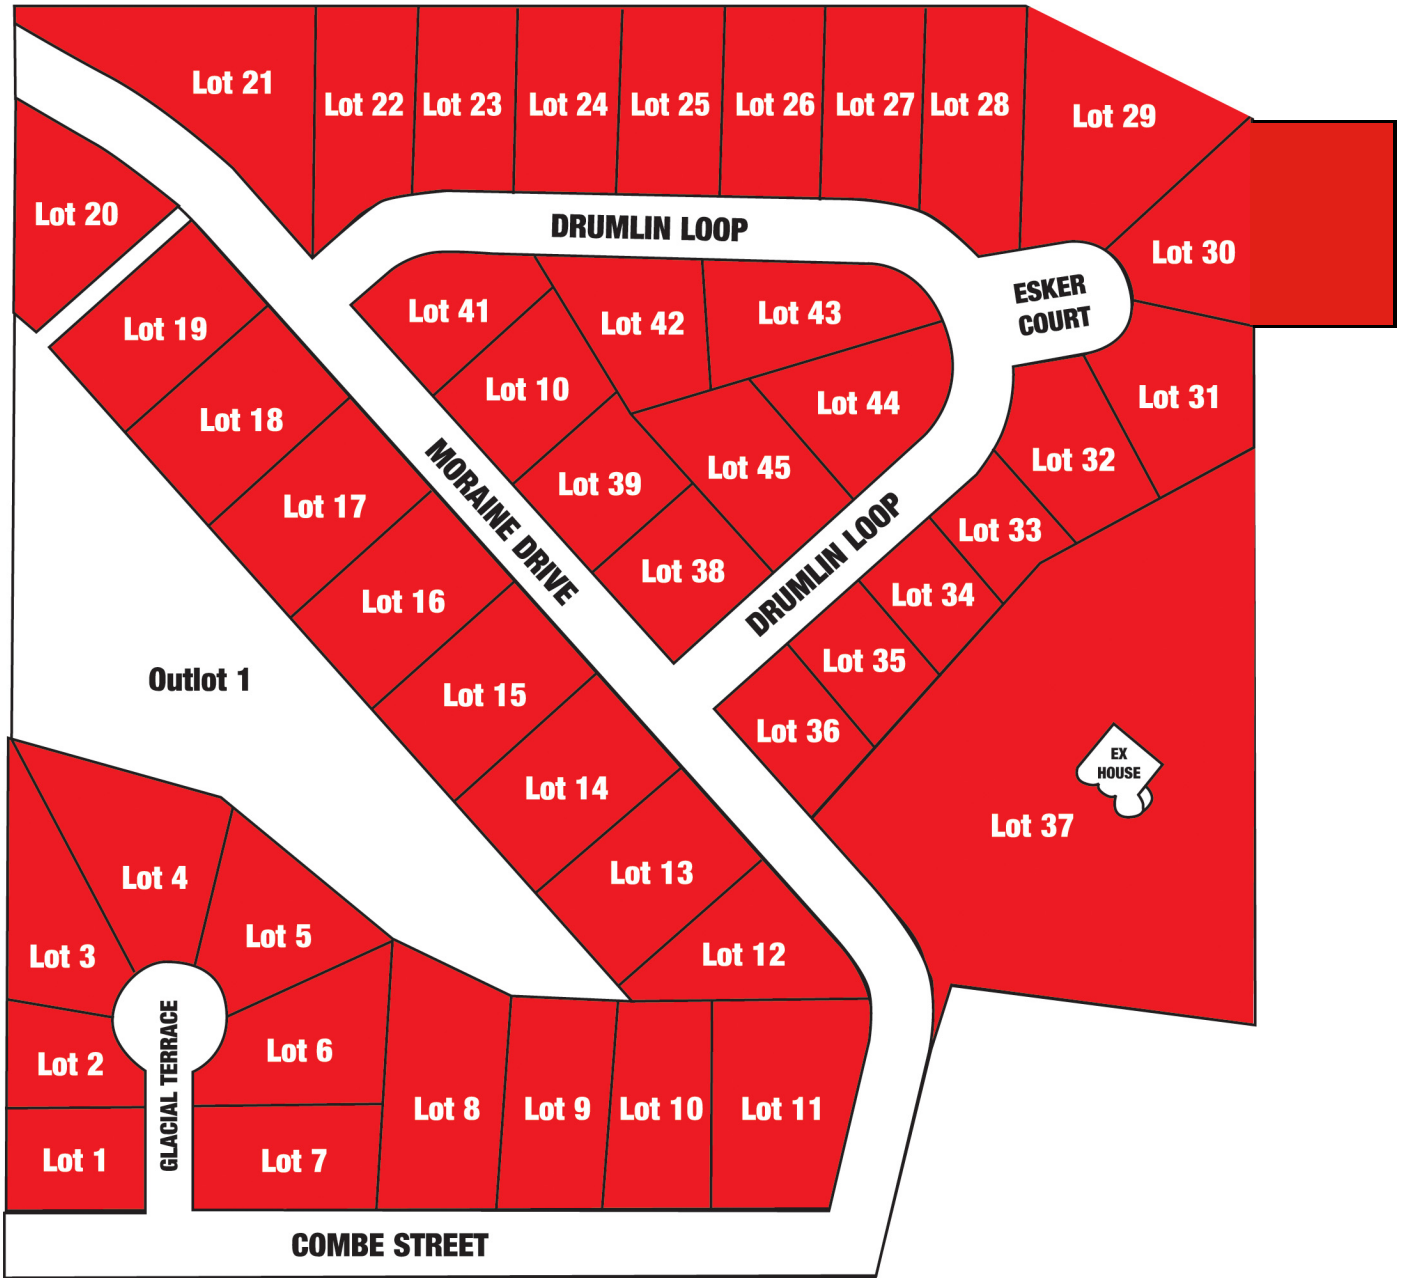 Lot 21
Lot 22
Lot 23
Lot 24
Lot 25
Lot 26
Lot 27
Lot 28
Lot 29
Lot 20
DRUMLIN LOOP
Lot 30
ESKER
COURT
Lot 19
Lot 41
Lot 42
Lot 43
Lot 18
Lot 10
Lot 44
Lot 31
Lot 17
MORAINE DRIVE
Lot 39
Lot 45
Lot 32
Lot 16
Lot 38
DRUMLIN LOOP
Lot 33
Lot 34
Outlot 1
Lot 15
Lot 35
Lot 36
Lot 14
EX
HOUSE
Lot 37
Lot 4
Lot 13
Lot 3
Lot 5
Lot 12
GLACIAL TERRACE
Lot 2
Lot 6
Lot 8
Lot 9
Lot 10
Lot 11
Lot 1
Lot 7
COMBE STREET